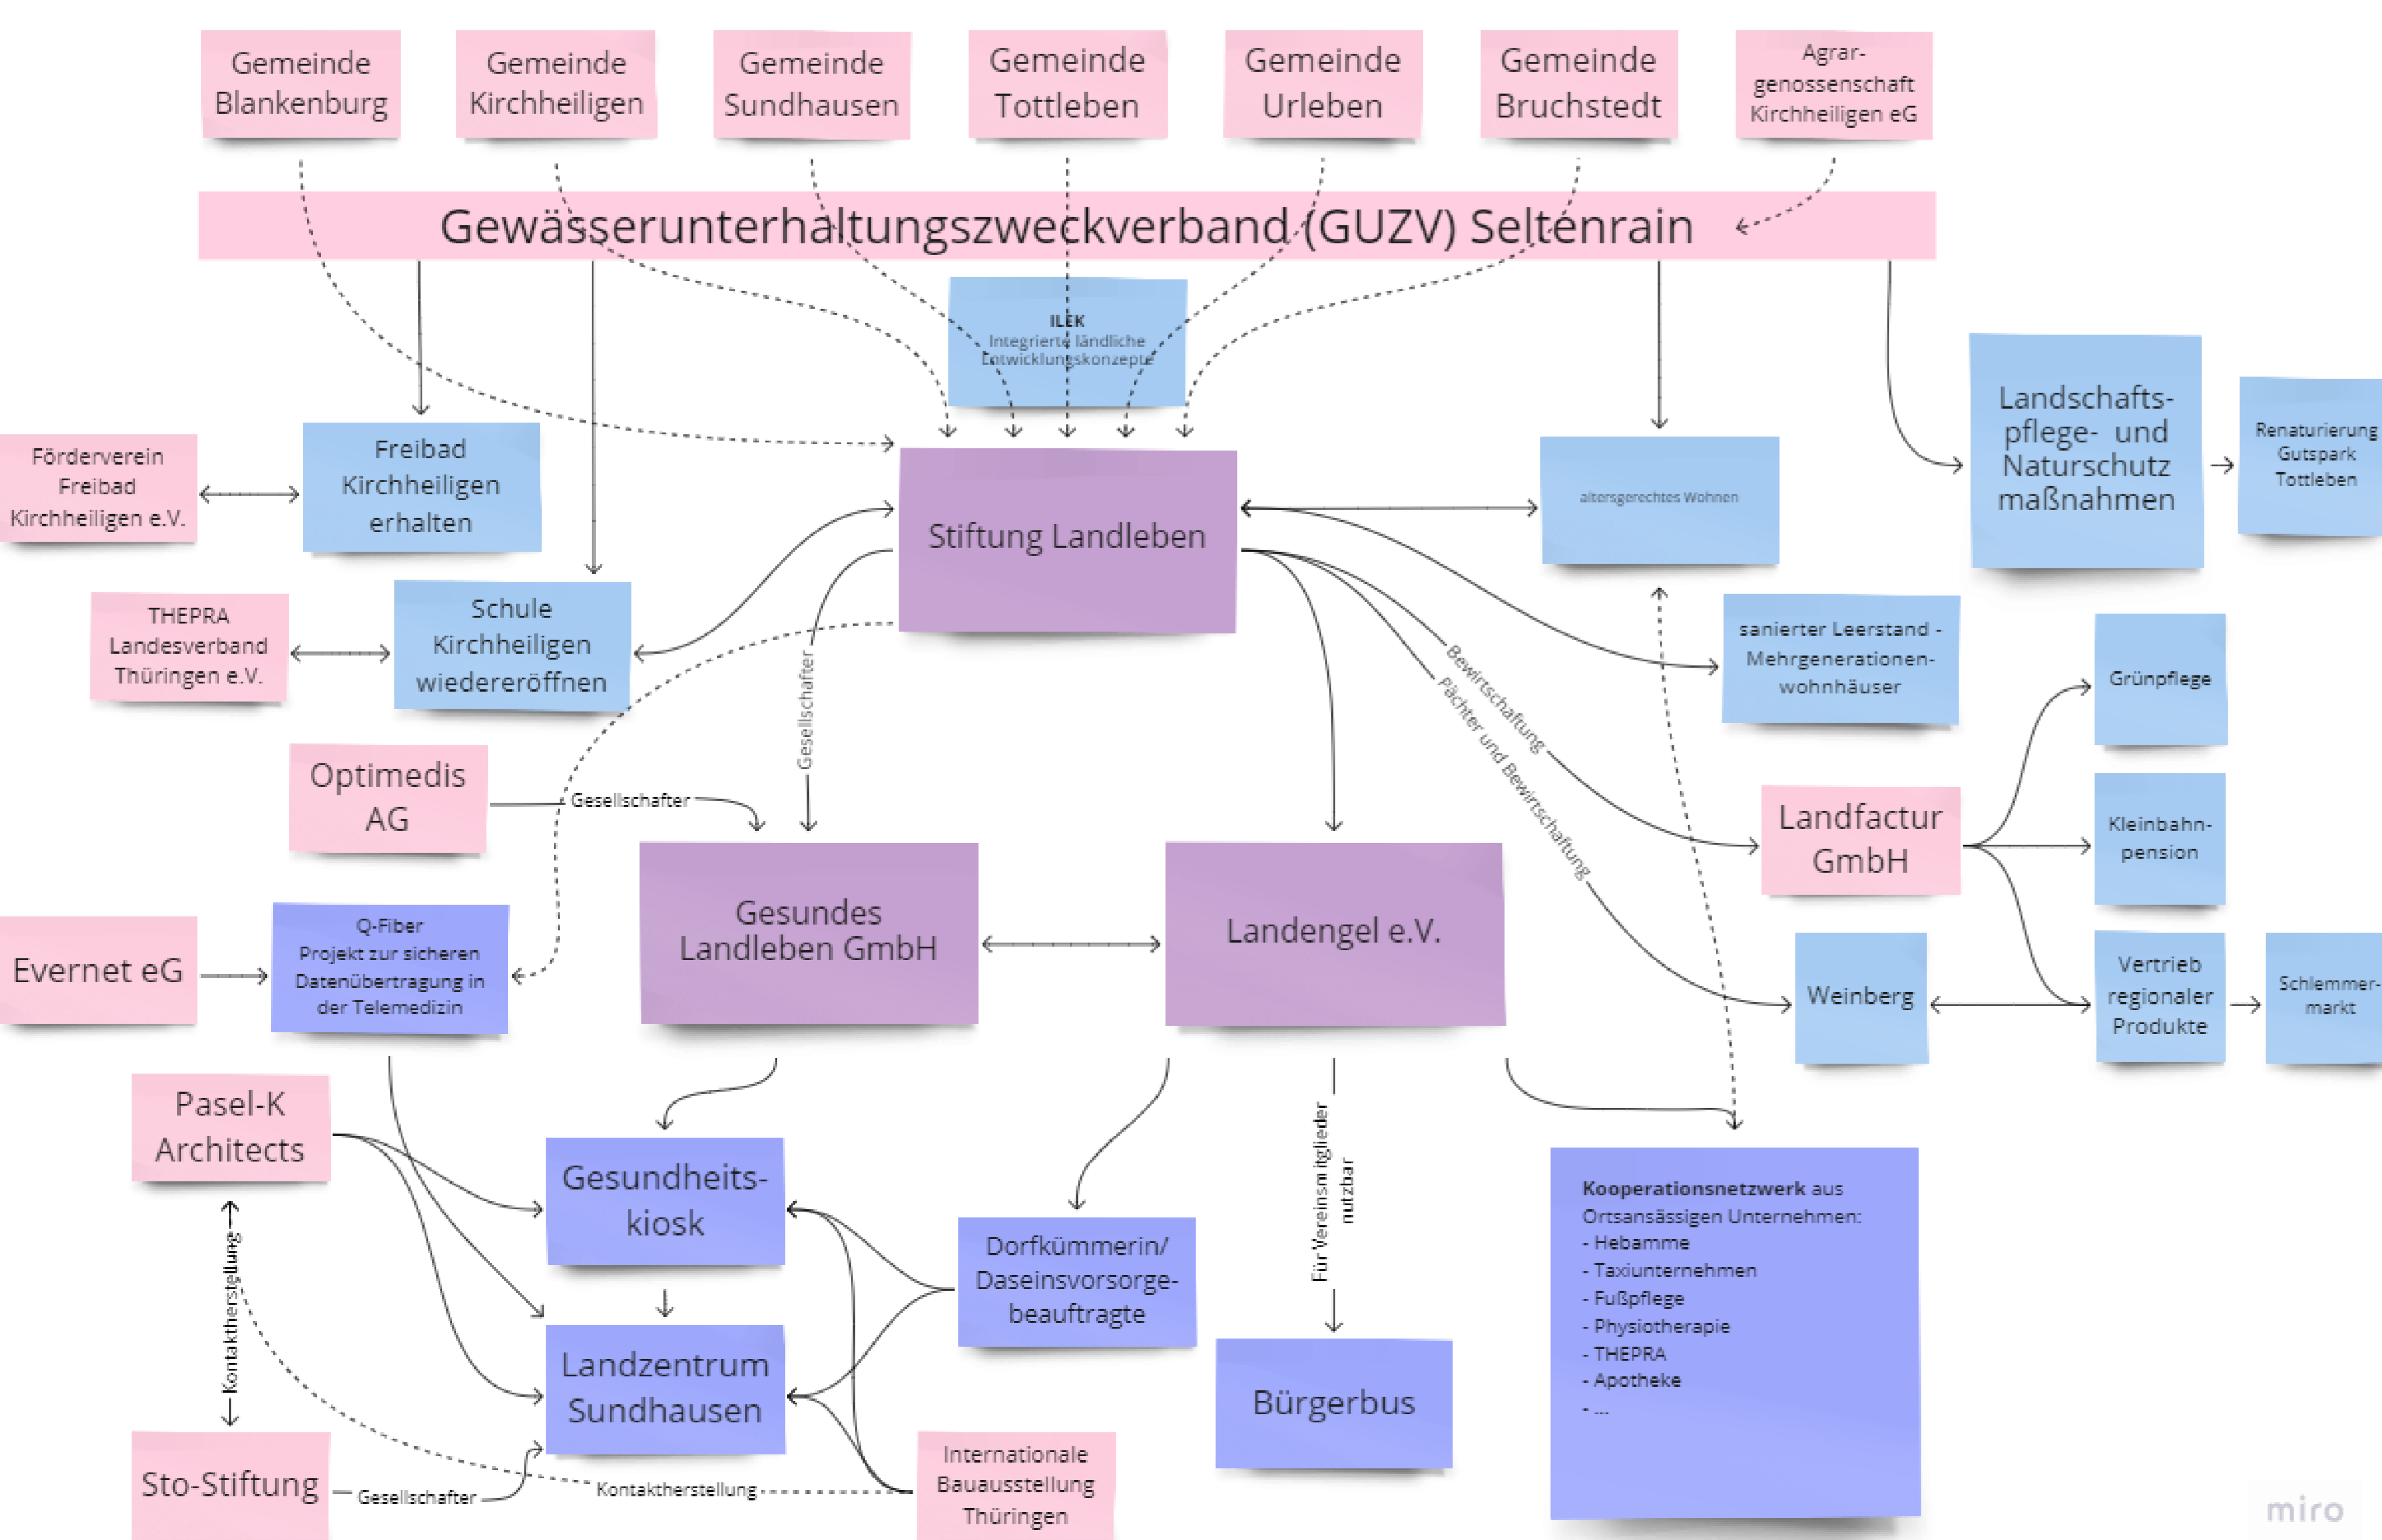 Gemeinde
Blankenburg
Gemeinde
Kirchheiligen
Gemeinde
Sundhausen
Gemeinde
Tottleben
Gemeinde
Urleben
Gemeinde
Bruchstedt
Agrar-
genossenschaft
Kirchheiligen eG
Gewässerunterhaltungszweckverband (GUZV) Seltenrain
ILEK
Integrierte ländliche
Entwicklungskonzepte
Förderverein
Freibad
Kirchheiligen e.V.
Freibad
Kirchheiligen
erhalten
Stiftung Landleben
altersgerechtes Wohnen
Landschafts-
pflege- und
Naturschutz
maßnahmen
Renaturierung
Gutspark
Tottleben
THEPRA
Landesverband
Thüringen e.V.
Schule
Kirchheiligen
wiedereröffnen
sanierter Leerstand -
Mehrgenerationen-
wohnhäuser
Grünpflege
Gesellschafter
Bewirtschaftung
Pächter und Bewirtschaftung
Optimedis
AG
Gesellschafter
Landfactur
GmbH
Kleinbahn-
pension
Gesundes
Landleben GmbH
Landengel e.V.
Evernet eG
Q-Fiber
Projekt zur sicheren
Datenübertragung in
der Telemedizin
Weinberg
Vertrieb
regionaler
Produkte
Schlemmer-
markt
Pasel-K
Architects
Gesundheits-
kiosk
Dorfkümmerin/
Daseinsvorsorge-
beauftragte
Für Vereinsmitglieder
nutzbar
Kooperationsnetzwerk aus
Ortsansässigen Unternehmen:
- Hebamme
- Taxiunternehmen
- Fußpflege
- Physiotherapie
- THEPRA
- Apotheke
- ...
Kontaktherstellung
Landzentrum
Sundhausen
Bürgerbus
Sto-Stiftung
Gesellschafter
Kontaktherstellung
Internationale
Bauausstellung
Thüringen
miro